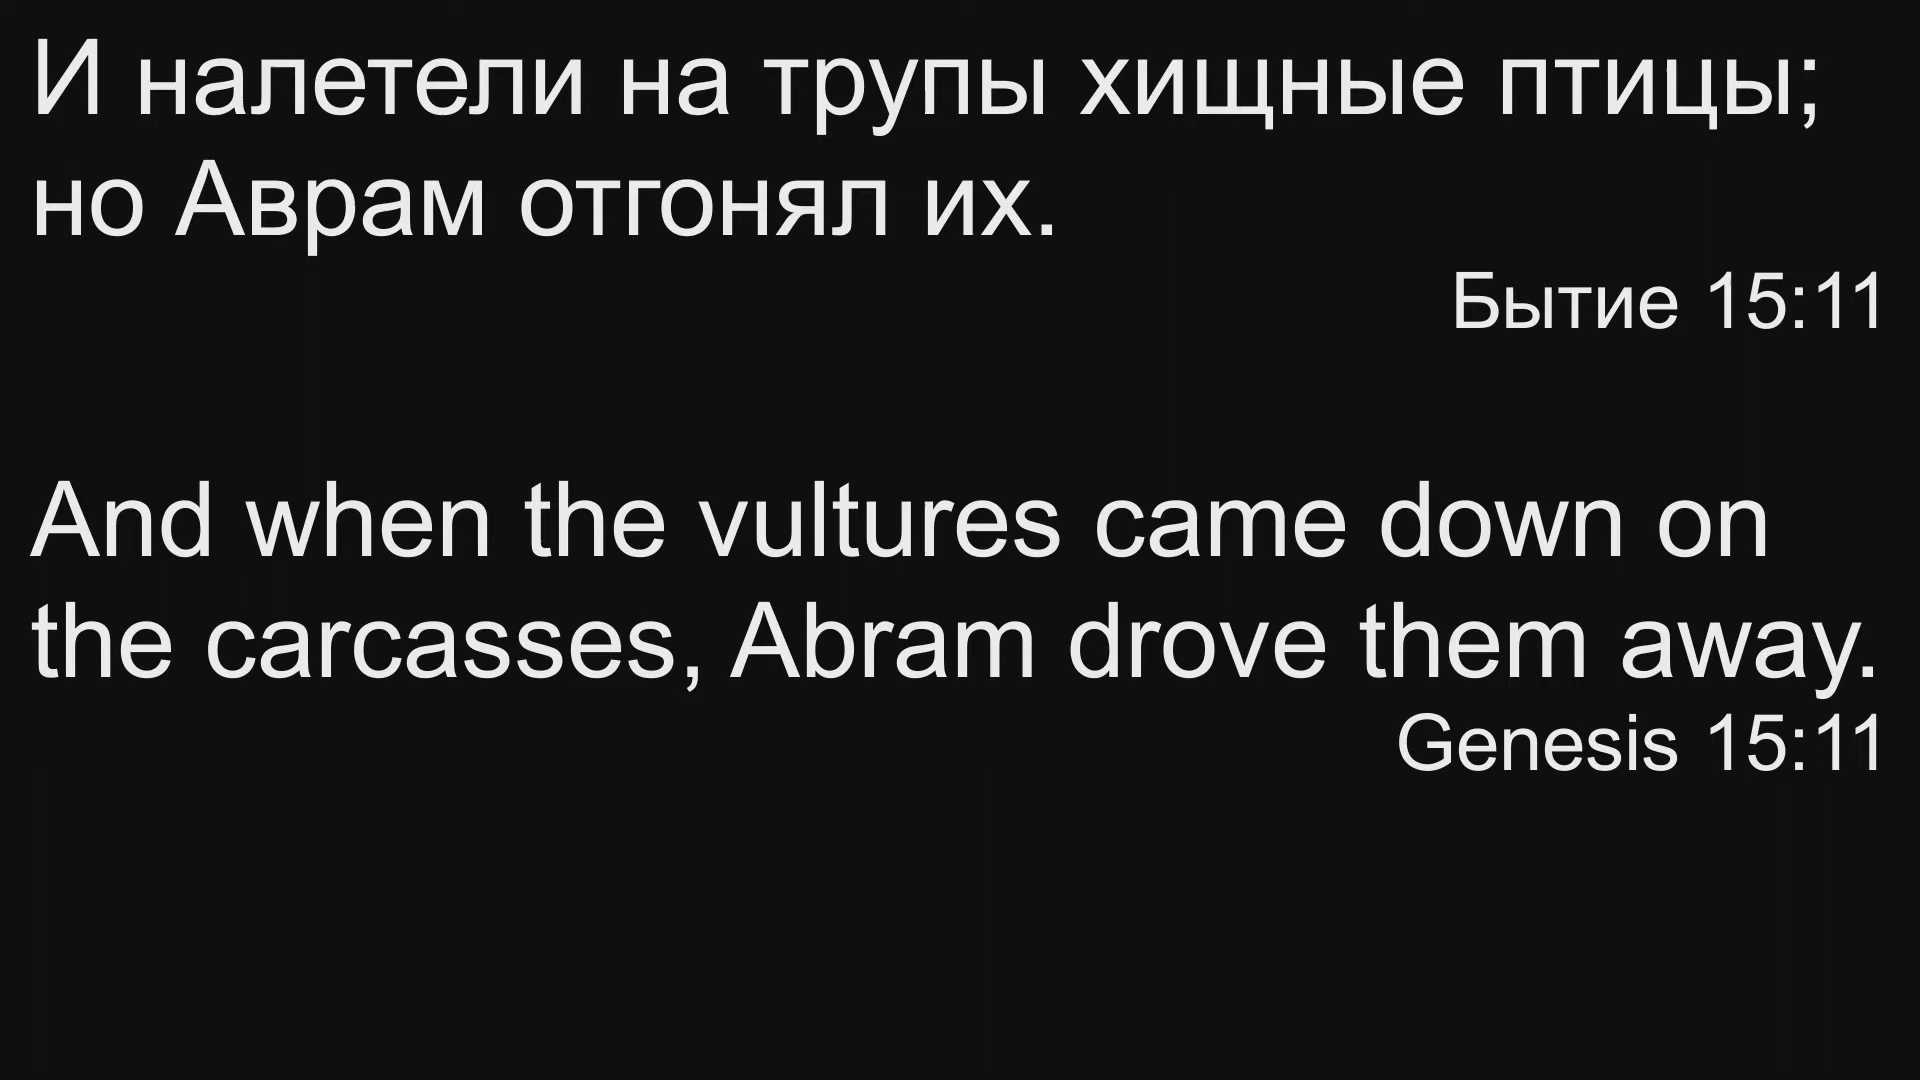 И налетели на трупы хищные птицы;
но Аврам отгонял их.
Бытие 15:11
And when the vultures came down on
the carcasses, Abram drove them away.
Genesis 15:11